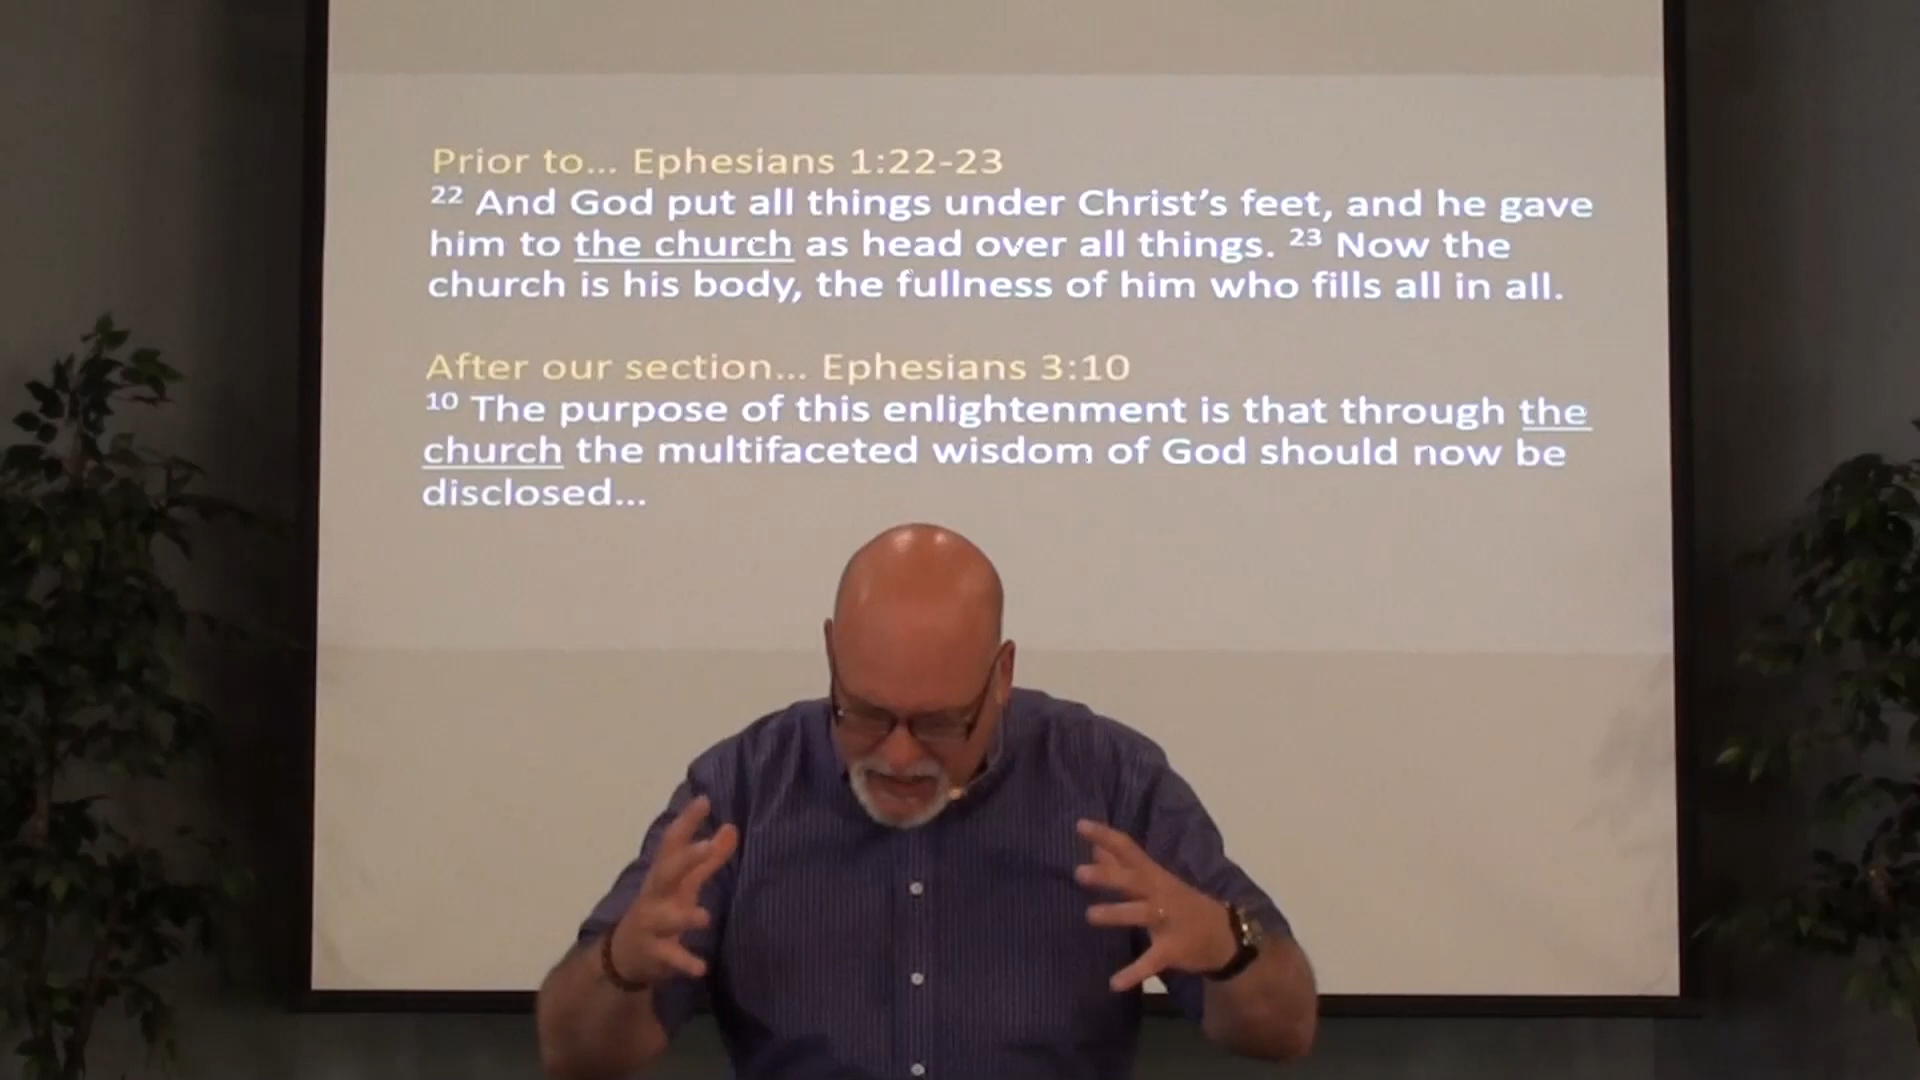 Prior to... Ephesians 1:22-23
22 And God put all things under Christ's feet, and he gave
him to the church as head over all things. 23 Now the
church is his body, the fullness of him who fills all in all.
After our section... Ephesians 3:10
10 The purpose of this enlightenment is that through the
church the multifaceted wisdom of God should now be
disclosed...